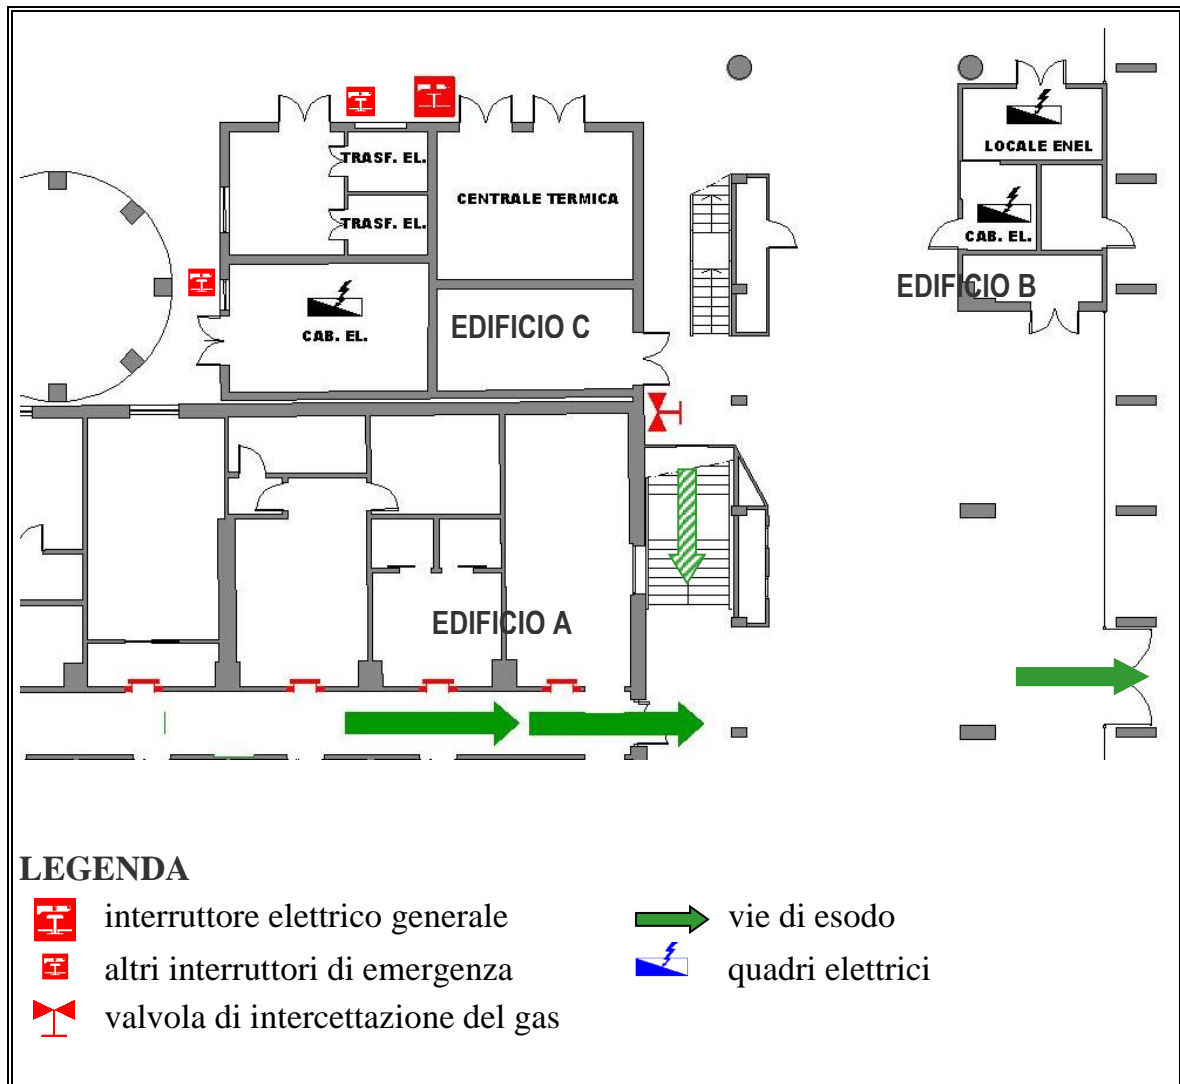 TRASF. EL.
LOCALE ENEL
CENTRALE TERMICA
TRASF. EL.
CAB. EL.
EDIFICIO B
EDIFICIO C
CAB. EL.
EDIFICIO A
LEGENDA
interruttore elettrico generale
vie di esodo
altri interruttori di emergenza
quadri elettrici
valvola di intercettazione del gas